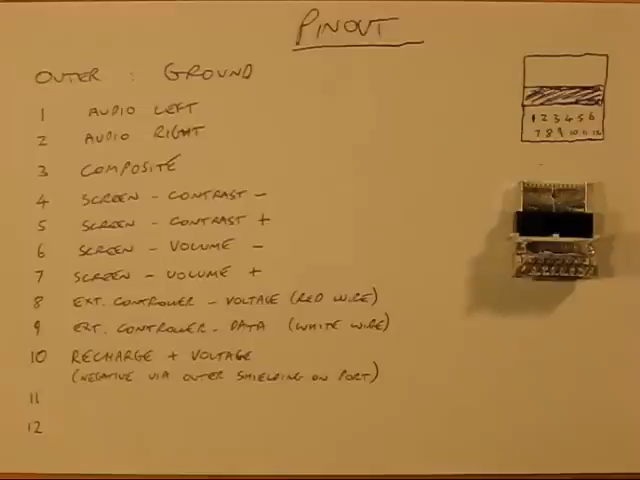 PINOUT
OUTER : GROUND
1 AUDIO LEFT
2 AUDIO RIGHT
3 COMPOSITE
4 SCREEN - CONTRAST -
5 SCREEN - CONTRAST +
6 SCREEN - VOLUME -
7 SCREEN - VOLUME +
8 EXT. CONTROLLER - VOLTAGE (RED WIRE)
9 EXT. CONTROLLER - DATA (WHITE WIRE)
10 RECHARGE + VOLTAGE
(NEGATIVE VIA OUTER SHIELDING ON PORT)
11
12
1 2 3 4 5 6
7 8 9 10 11 12